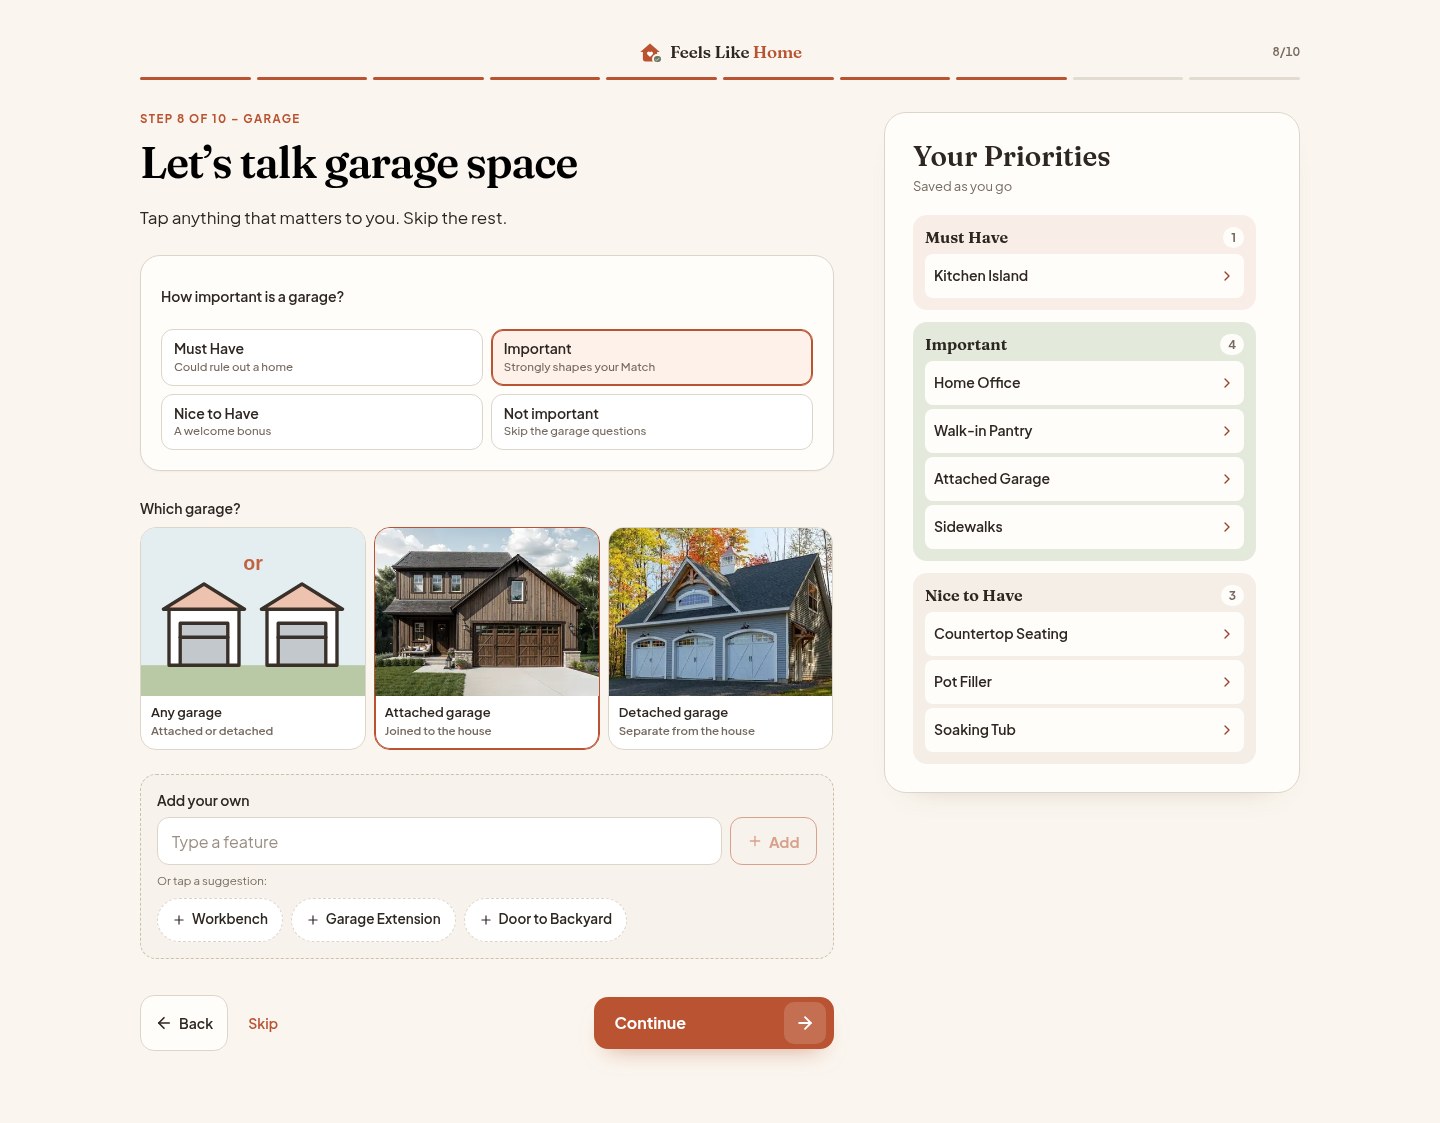 Feels Like Home
8/10
STEP 8 OF 10 – GARAGE
Let’s talk garage space
Tap anything that matters to you. Skip the rest.
How important is a garage?
Must Have
Could rule out a home
Important
Strongly shapes your Match
Nice to Have
A welcome bonus
Not important
Skip the garage questions
Which garage?
or
Any garage
Attached or detached
Attached garage
Joined to the house
Detached garage
Separate from the house
Add your own
Type a feature
+ Add
Or tap a suggestion:
+ Workbench
+ Garage Extension
+ Door to Backyard
Back
Skip
Continue
Your Priorities
Saved as you go
Must Have
1
Kitchen Island
Important
4
Home Office
Walk-in Pantry
Attached Garage
Sidewalks
Nice to Have
3
Countertop Seating
Pot Filler
Soaking Tub